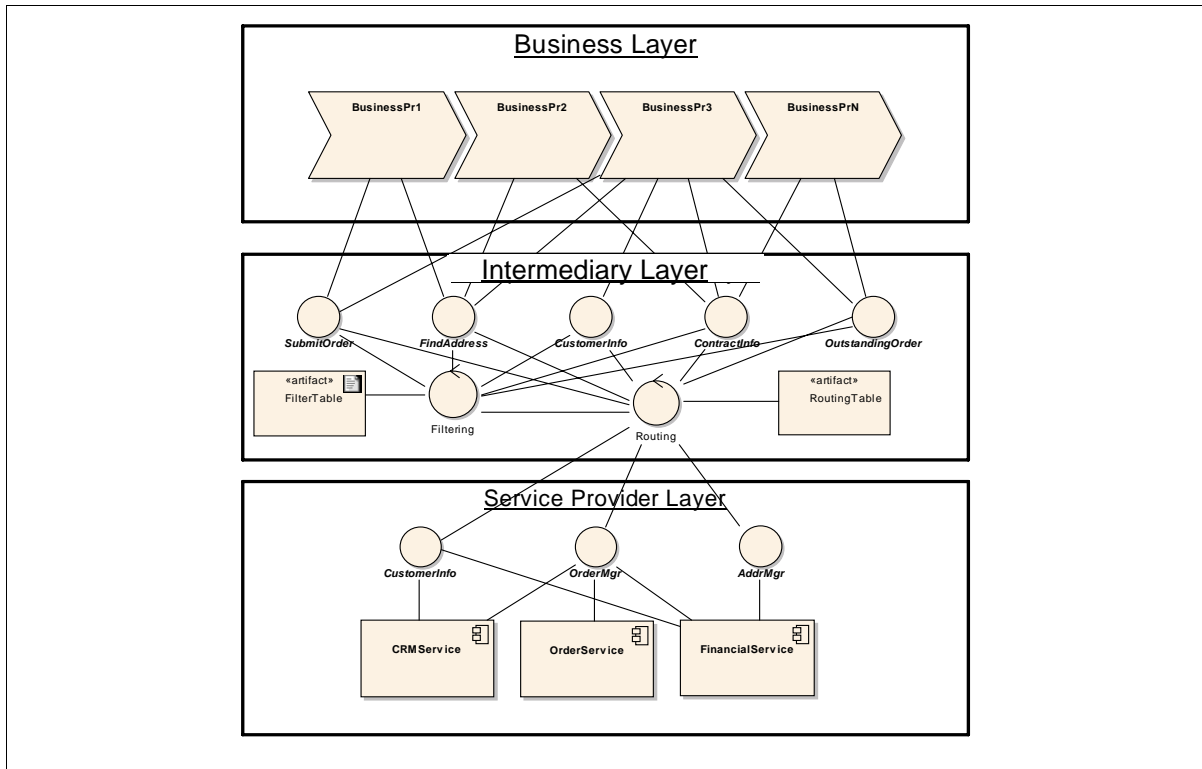 Business Layer
BusinessPr1
BusinessPr2
BusinessPr3
BusinessPrN
Intermediary Layer
SubmitOrder
FindAddress
CustomerInfo
ContractInfo
OutstandingOrder
«artifact»
FilterTable
Filtering
Routing
«artifact»
RoutingTable
Service Provider Layer
CustomerInfo
OrderMgr
AddrMgr
CRMService
OrderService
FinancialService